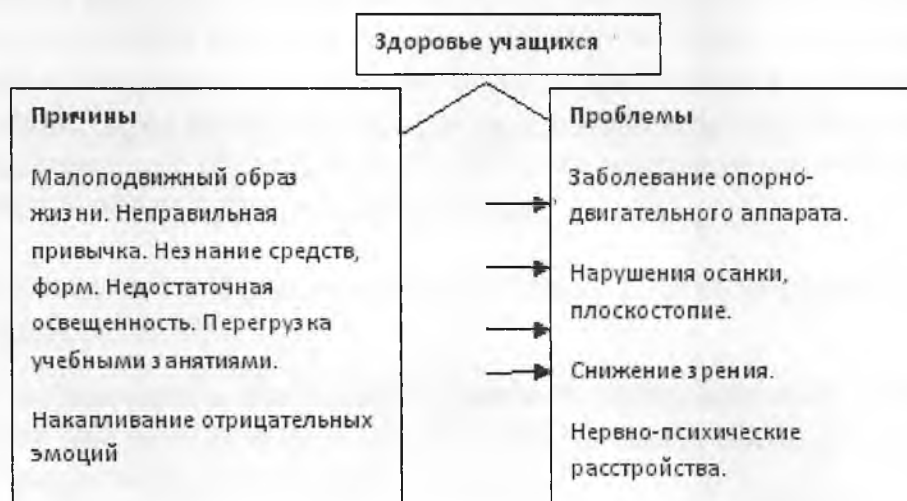 Здоровье учащихся
Причины
Малоподвижный образ
жизни. Неправильная
привычка. Незнание средств,
форм. Недостаточная
освещенность. Перегрузка
учебными занятиями.
Накапливание отрицательных
эмоций
Проблемы
Заболевание опорно-
двигательного аппарата.
Нарушения осанки,
плоскостопие.
Снижение зрения.
Нервно-психические
расстройства.